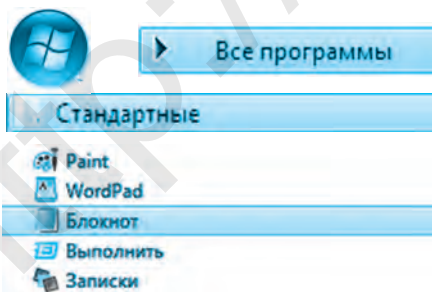 Все программы
Стандартные
Paint
WordPad
Блокнот
Выполнить
Записки